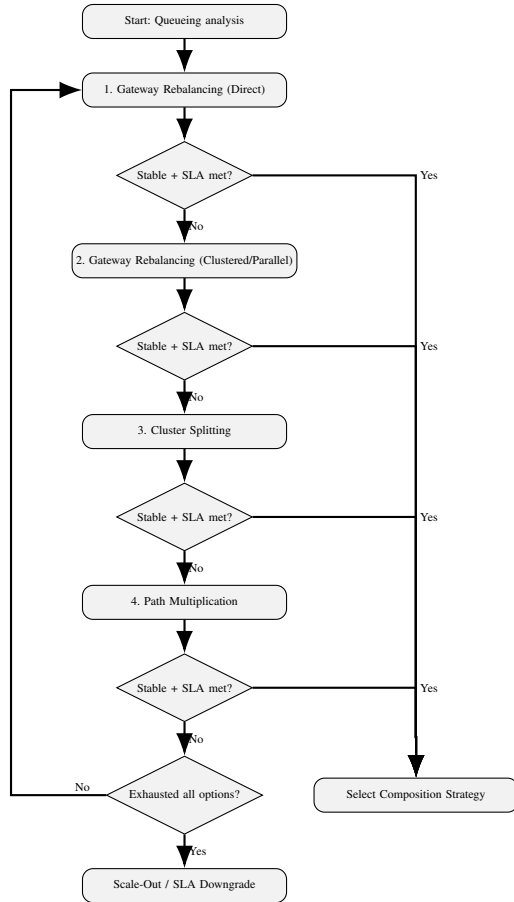 Start: Queueing analysis
1. Gateway Rebalancing (Direct)
Stable + SLA met?
Yes
No
2. Gateway Rebalancing (Clustered/Parallel)
Stable + SLA met?
Yes
No
3. Cluster Splitting
Stable + SLA met?
Yes
No
4. Path Multiplication
Stable + SLA met?
Yes
No
No
Exhausted all options?
Select Composition Strategy
Yes
Scale-Out / SLA Downgrade